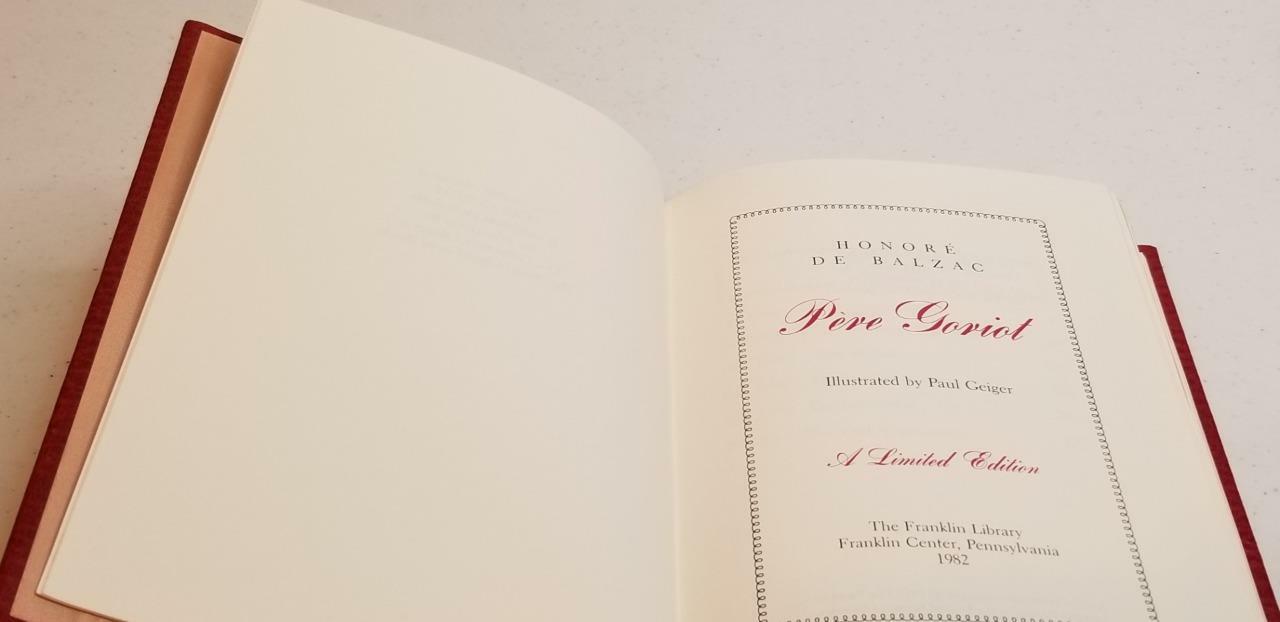 HONORÉ
DE BALZAC
Père Goriot
Illustrated by Paul Geiger
A Limited Edition
The Franklin Library
Franklin Center, Pennsylvania
1982